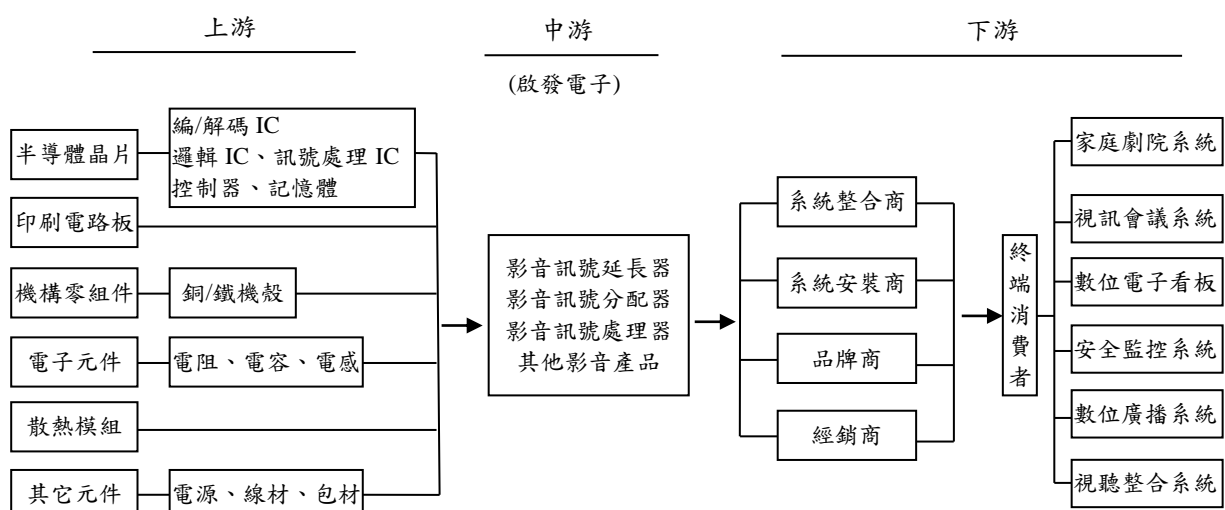 上游
中游
下游
(啟發電子)
半導體晶片
編/解碼 IC
邏輯 IC、訊號處理 IC
控制器、記憶體
印刷電路板
機構零組件
銅/鐵機殼
電子元件
電阻、電容、電感
散熱模組
其它元件
電源、線材、包材
影音訊號延長器
影音訊號分配器
影音訊號處理器
其他影音產品
系統整合商
系統安裝商
品牌商
經銷商
終
端
消
費
者
家庭劇院系統
視訊會議系統
數位電子看板
安全監控系統
數位廣播系統
視聽整合系統